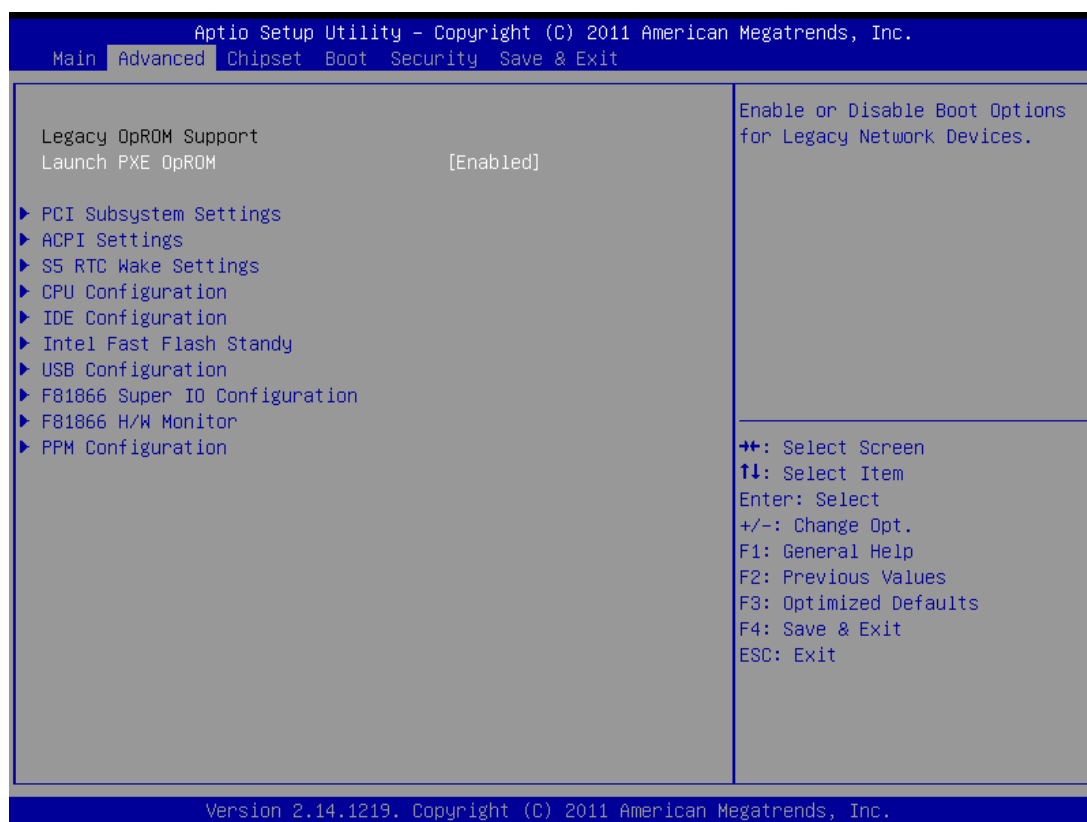 Aptio Setup Utility – Copyright (C) 2011 American Megatrends, Inc.
Main Advanced Chipset Boot Security Save & Exit
Legacy OpROM Support
Launch PXE OpROM [Enabled]
▶ PCI Subsystem Settings
▶ ACPI Settings
▶ S5 RTC Wake Settings
▶ CPU Configuration
▶ IDE Configuration
▶ Intel Fast Flash Standy
▶ USB Configuration
▶ F81866 Super IO Configuration
▶ F81866 H/W Monitor
▶ PPM Configuration
Enable or Disable Boot Options
for Legacy Network Devices.
→←: Select Screen
↑↓: Select Item
Enter: Select
+/-: Change Opt.
F1: General Help
F2: Previous Values
F3: Optimized Defaults
F4: Save & Exit
ESC: Exit
Version 2.14.1219. Copyright (C) 2011 American Megatrends, Inc.